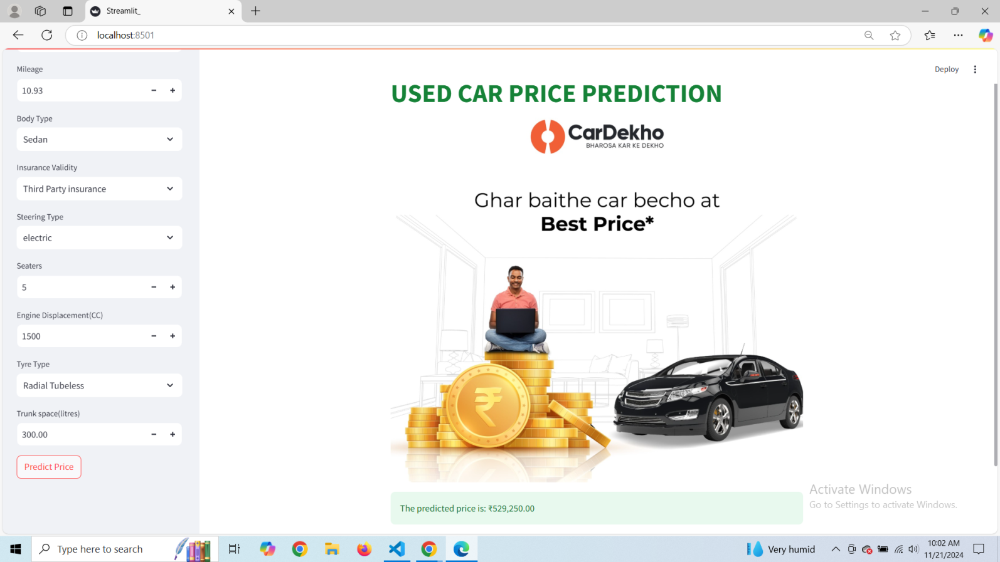 Streamlit_
localhost:8501
Mileage
10.93
Body Type
Sedan
Insurance Validity
Third Party insurance
Steering Type
electric
Seaters
5
Engine Displacement(CC)
1500
Tyre Type
Radial Tubeless
Trunk space(litres)
300.00
Predict Price
Deploy
USED CAR PRICE PREDICTION
CarDekho
BHAROSA KAR KE DEKHO
Ghar baithe car becho at
Best Price*
₹
The predicted price is: ₹529,250.00
Activate Windows
Go to Settings to activate Windows.
Type here to search
Very humid
10:02 AM
11/21/2024